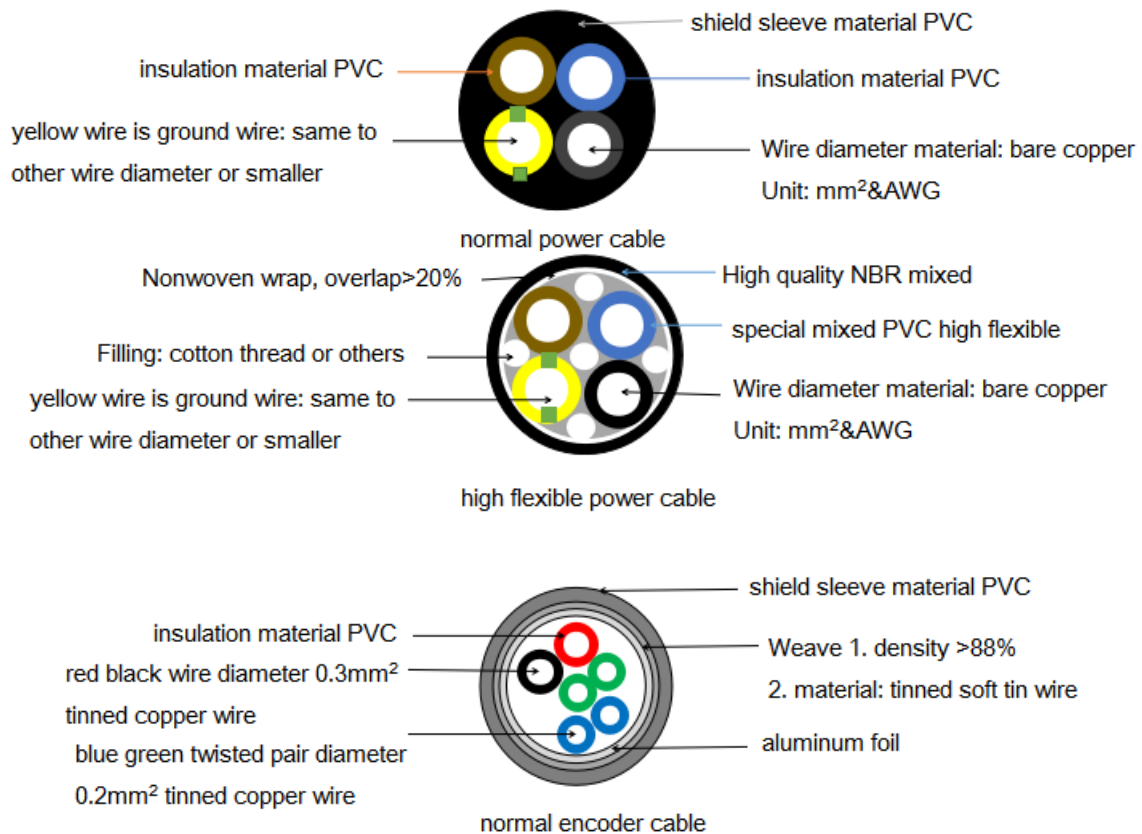 shield sleeve material PVC
insulation material PVC
insulation material PVC
yellow wire is ground wire: same to
other wire diameter or smaller
Wire diameter material: bare copper
Unit: mm²&AWG
normal power cable
Nonwoven wrap, overlap>20%
High quality NBR mixed
special mixed PVC high flexible
Filling: cotton thread or others
yellow wire is ground wire: same to
other wire diameter or smaller
Wire diameter material: bare copper
Unit: mm²&AWG
high flexible power cable
shield sleeve material PVC
insulation material PVC
red black wire diameter 0.3mm²
tinned copper wire
blue green twisted pair diameter
0.2mm² tinned copper wire
Weave 1. density >88%
2. material: tinned soft tin wire
aluminum foil
normal encoder cable